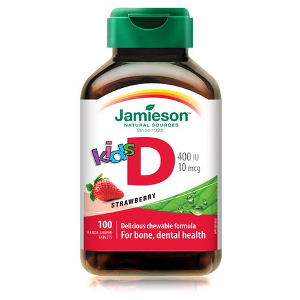 Jamieson
NATURAL SOURCES
Since 1922
kids
D
400 IU
10 mcg
STRAWBERRY
100
TABLETS
Delicious chewable formula
For bone, dental health